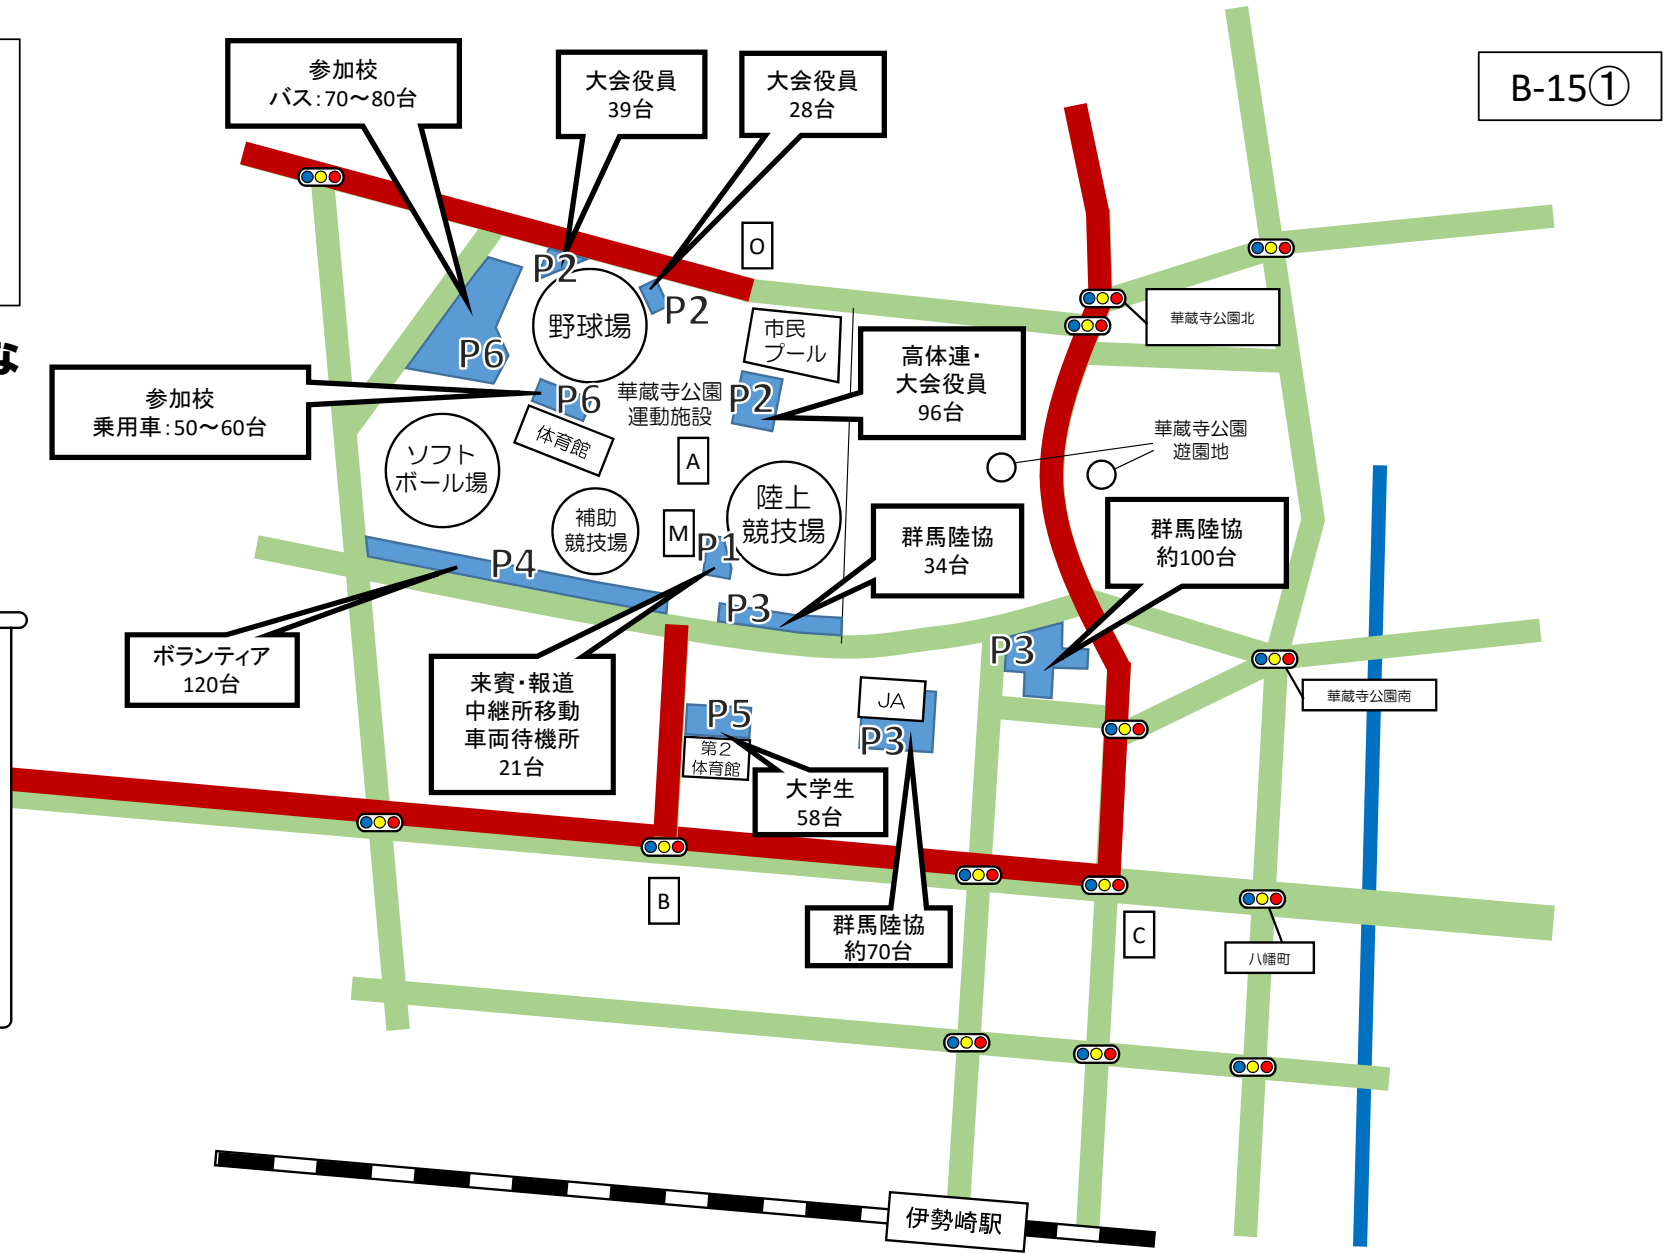 B-15①
参加校
バス：70～80台
大会役員
39台
大会役員
28台
O
P2
P2
野球場
市民
プール
華蔵寺公園北
な
P6
高体連・
大会役員
96台
参加校
乗用車：50～60台
P6
華蔵寺公園
運動施設
P2
体育館
ソフト
ボール場
A
華蔵寺公園
遊園地
陸上
競技場
補助
競技場
M
P1
群馬陸協
34台
群馬陸協
約100台
P4
P3
P3
ボランティア
120台
来賓・報道
中継所移動
車両待機所
21台
JA
華蔵寺公園南
P5
P3
第２
体育館
大学生
58台
B
群馬陸協
約70台
C
八幡町
伊勢崎駅